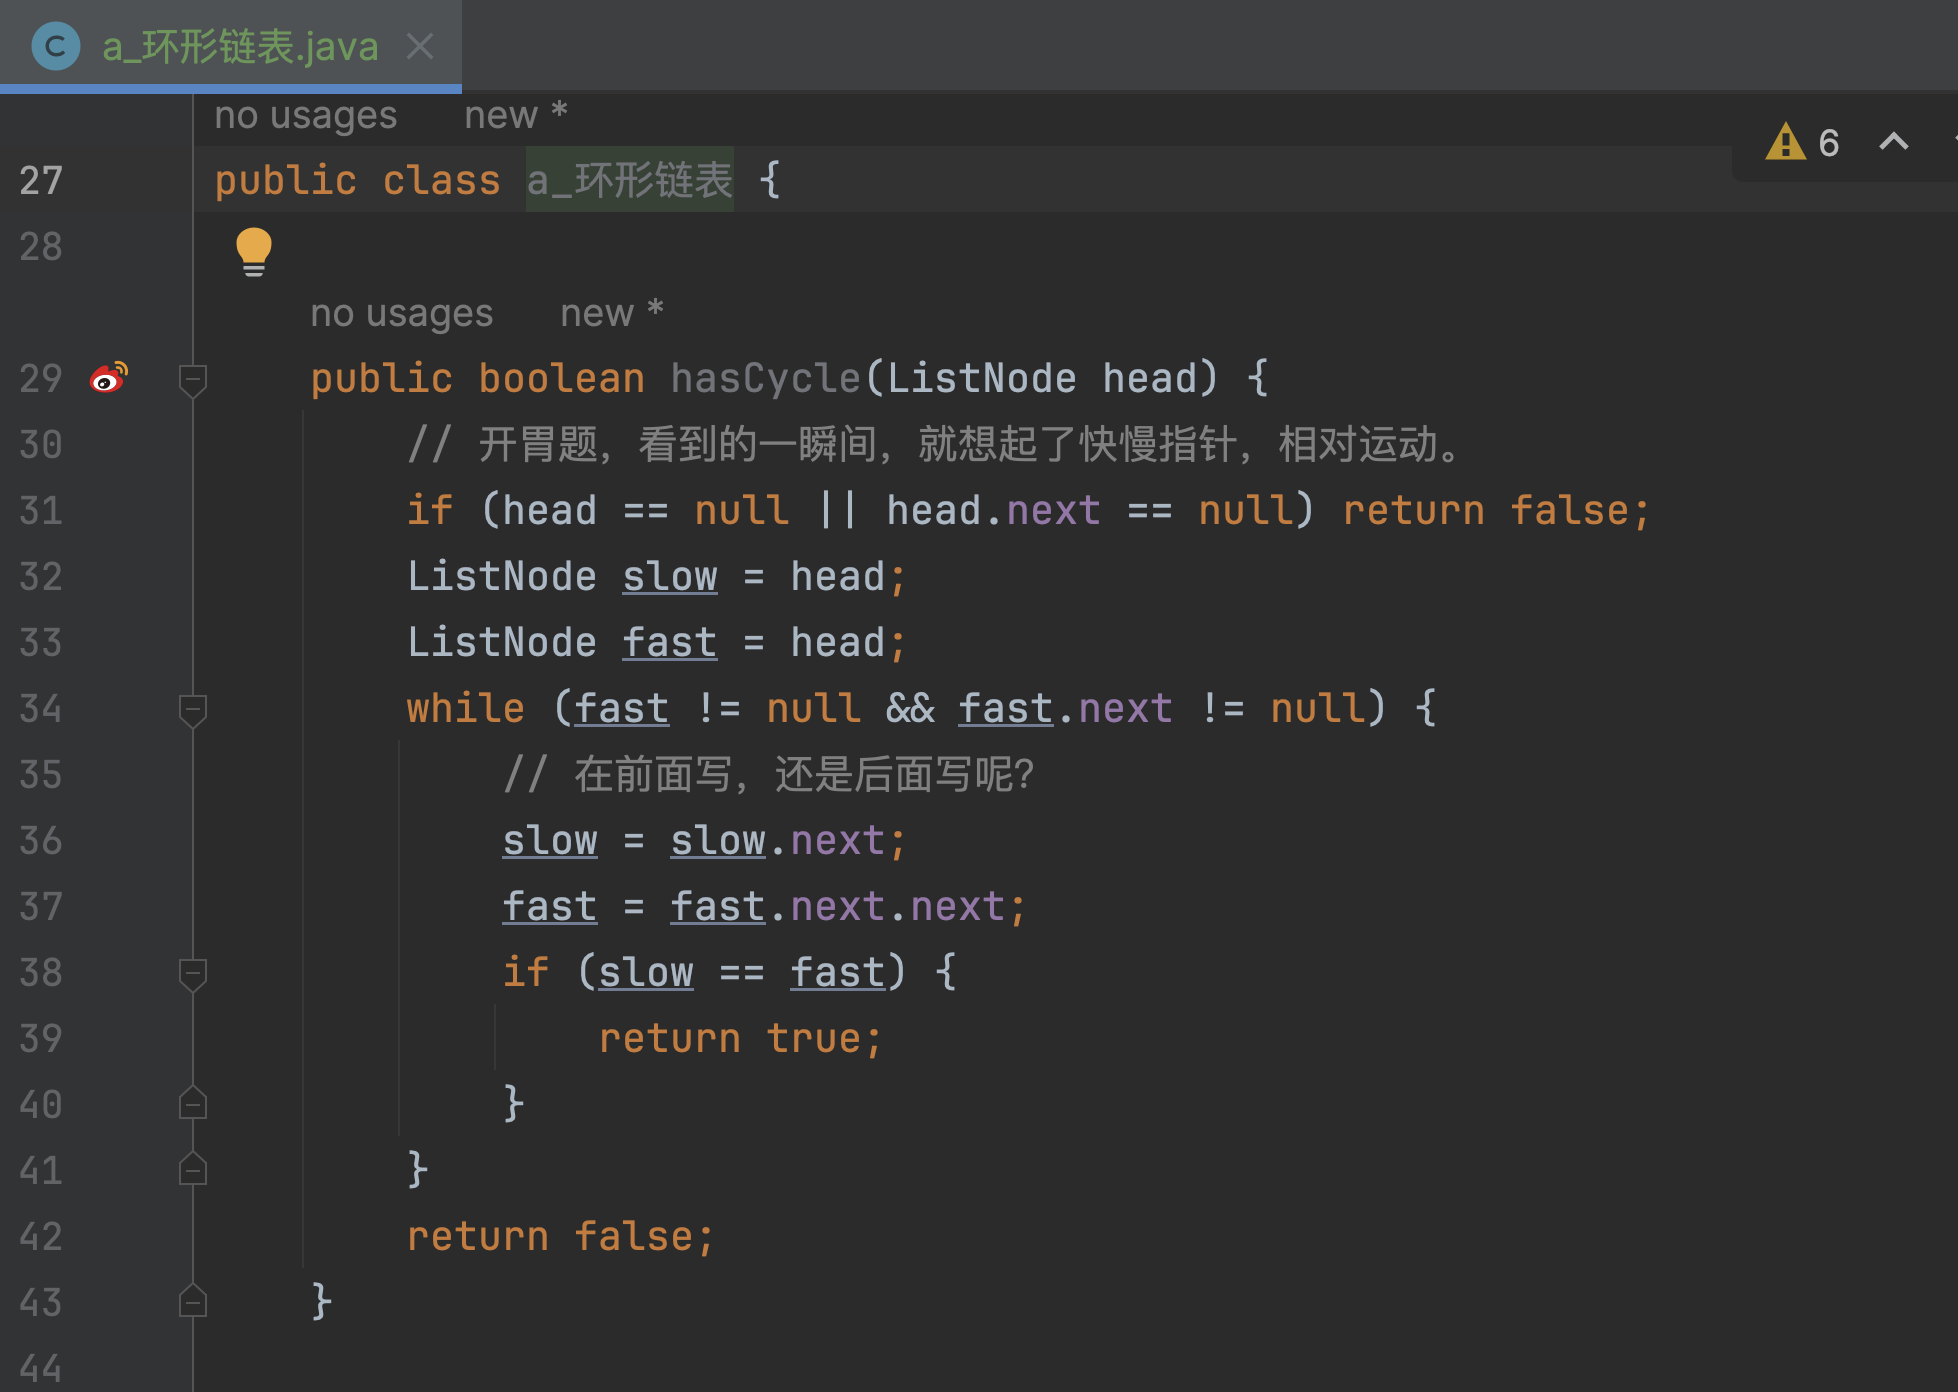 a_环形链表.java
no usages new *
6
27 public class a_环形链表 {
28
no usages new *
29 public boolean hasCycle(ListNode head) {
30 // 开胃题，看到的一瞬间，就想起了快慢指针，相对运动。
31 if (head == null || head.next == null) return false;
32 ListNode slow = head;
33 ListNode fast = head;
34 while (fast != null && fast.next != null) {
35 // 在前面写，还是后面写呢？
36 slow = slow.next;
37 fast = fast.next.next;
38 if (slow == fast) {
39 return true;
40 }
41 }
42 return false;
43 }
44